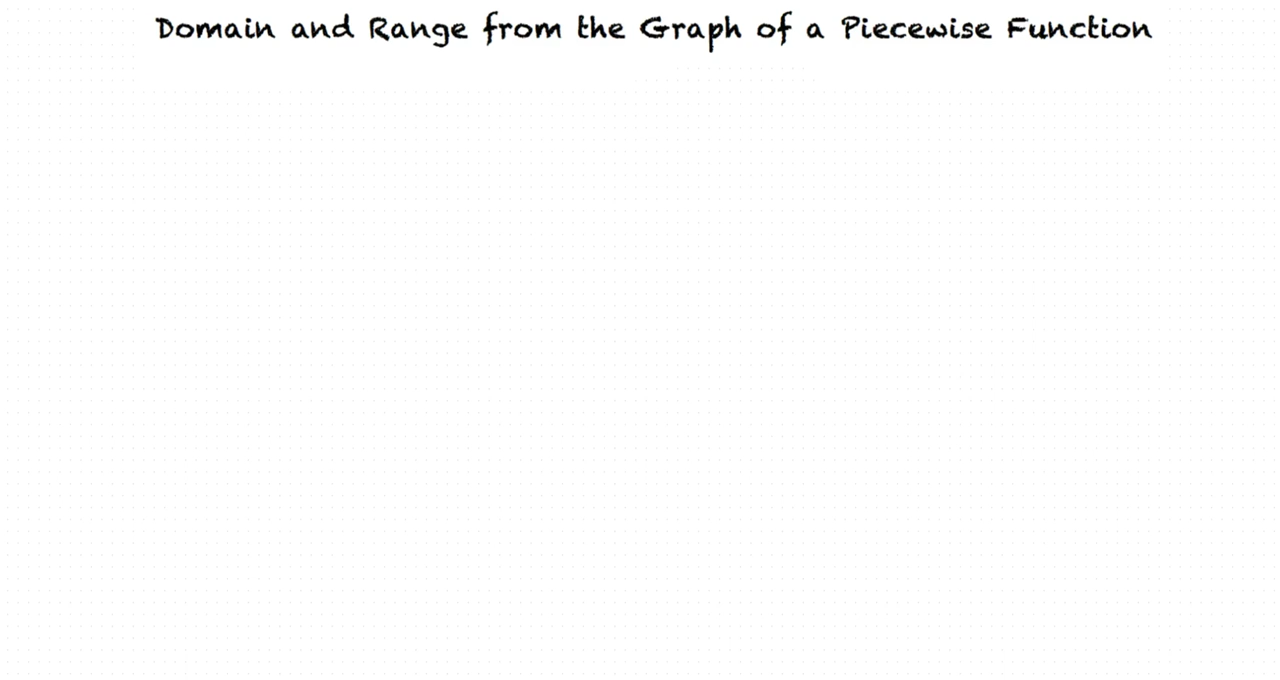 Domain and Range from the Graph of a Piecewise Function